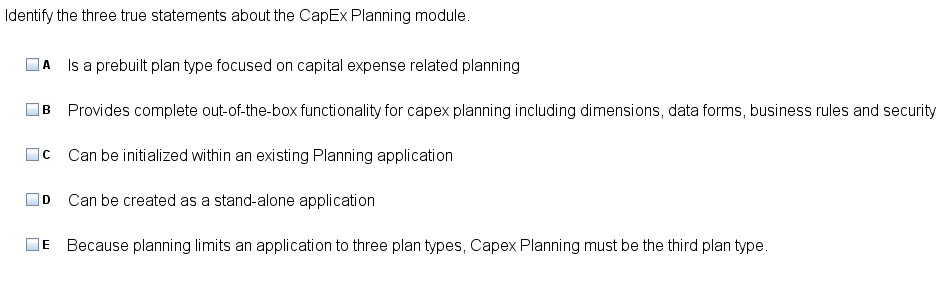 Identify the three true statements about the CapEx Planning module.
A Is a prebuilt plan type focused on capital expense related planning
B Provides complete out-of-the-box functionality for capex planning including dimensions, data forms, business rules and security
C Can be initialized within an existing Planning application
D Can be created as a stand-alone application
E Because planning limits an application to three plan types, Capex Planning must be the third plan type.